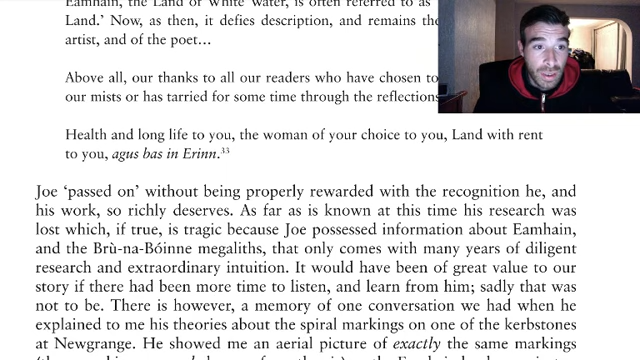 Eamhain, the Land of White Water, is often referred to as
Land.' Now, as then, it defies description, and remains the
artist, and of the poet…
Above all, our thanks to all our readers who have chosen to
our mists or has tarried for some time through the reflections
Health and long life to you, the woman of your choice to you, Land with rent
to you, agus bas in Erinn.33
Joe 'passed on' without being properly rewarded with the recognition he, and
his work, so richly deserves. As far as is known at this time his research was
lost which, if true, is tragic because Joe possessed information about Eamhain,
and the Brù-na-Bóinne megaliths, that only comes with many years of diligent
research and extraordinary intuition. It would have been of great value to our
story if there had been more time to listen, and learn from him; sadly that was
not to be. There is however, a memory of one conversation we had when he
explained to me his theories about the spiral markings on one of the kerbstones
at Newgrange. He showed me an aerial picture of exactly the same markings